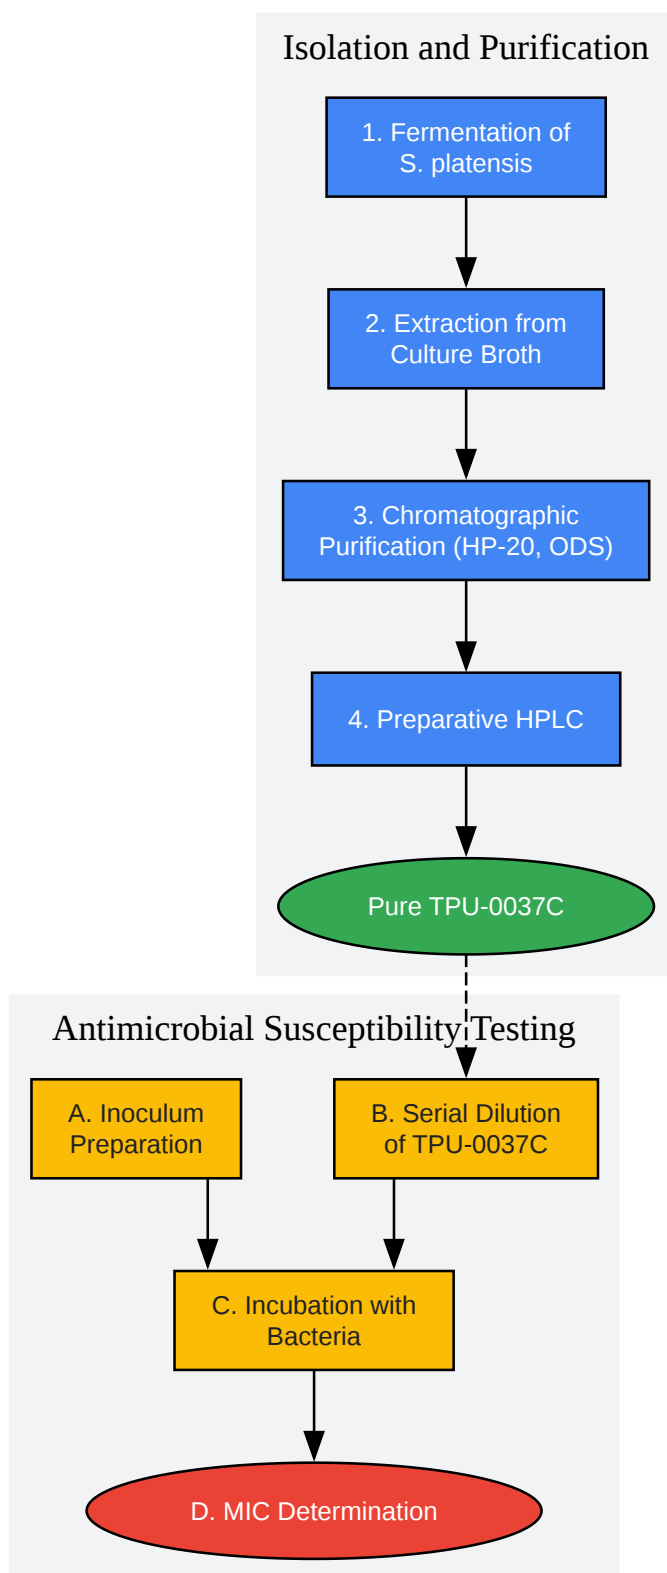 Isolation and Purification
1. Fermentation of
S. platensis
2. Extraction from
Culture Broth
3. Chromatographic
Purification (HP-20, ODS)
4. Preparative HPLC
Pure TPU-0037C
Antimicrobial Susceptibility Testing
A. Inoculum
Preparation
B. Serial Dilution
of TPU-0037C
C. Incubation with
Bacteria
D. MIC Determination